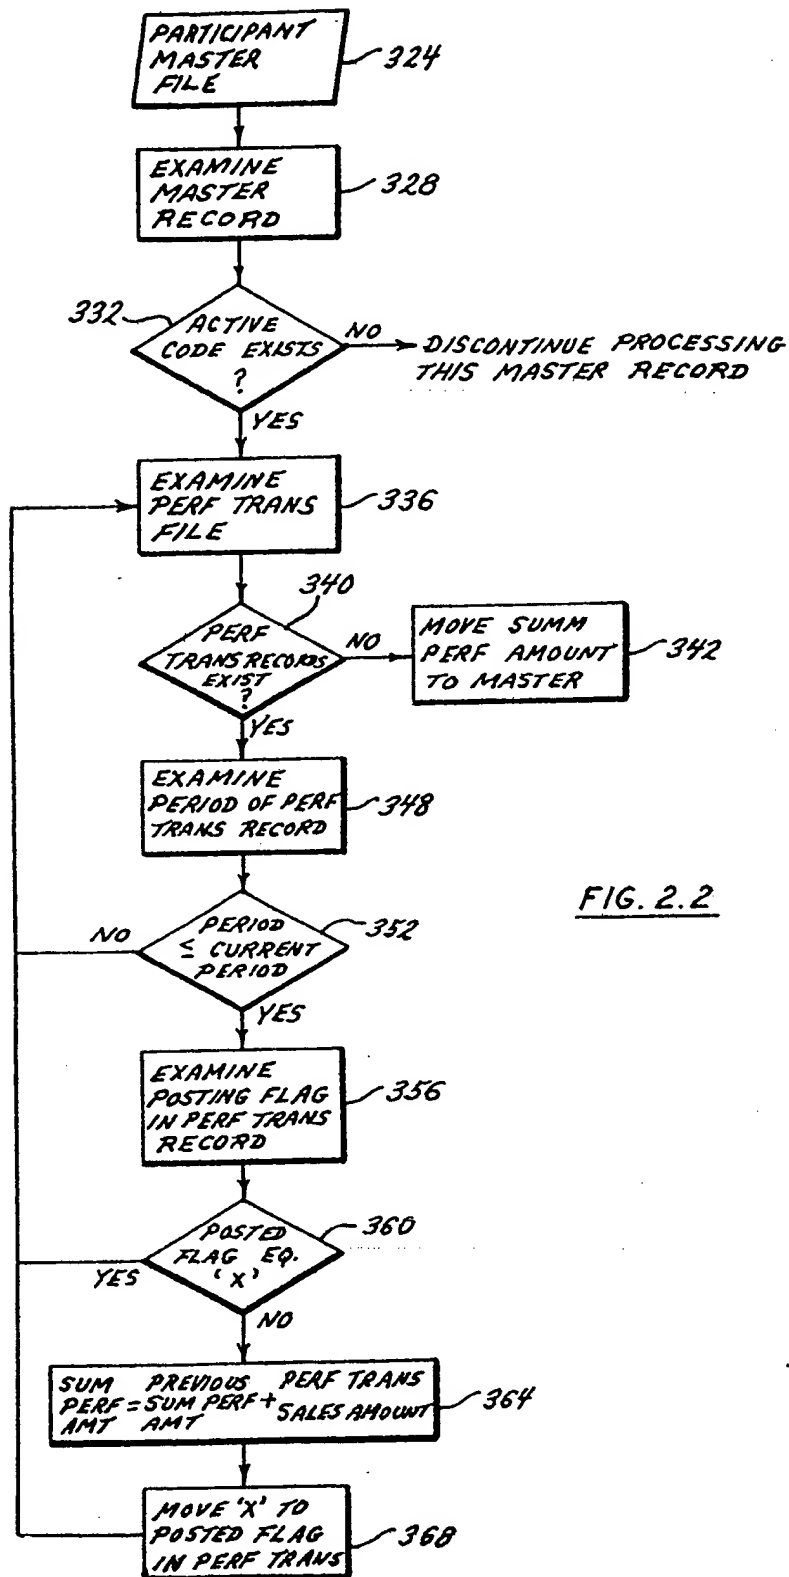 PARTICIPANT
MASTER
FILE
324
EXAMINE
MASTER
RECORD
328
332
ACTIVE
CODE EXISTS
?
NO
DISCONTINUE PROCESSING
THIS MASTER RECORD
YES
EXAMINE
PERF TRANS
FILE
336
340
PERF
TRANS RECORDS
EXIST
?
NO
MOVE SUMM
PERF AMOUNT
TO MASTER
342
YES
EXAMINE
PERIOD OF PERF
TRANS RECORD
348
PERIOD
≤ CURRENT
PERIOD
352
NO
YES
FIG. 2.2
EXAMINE
POSTING FLAG
IN PERF TRANS
RECORD
356
POSTED
FLAG EQ.
'X'
360
YES
NO
SUM PREVIOUS PERF TRANS
PERF = SUM PERF + SALES AMOUNT
AMT AMT
364
MOVE 'X' TO
POSTED FLAG
IN PERF TRANS
368